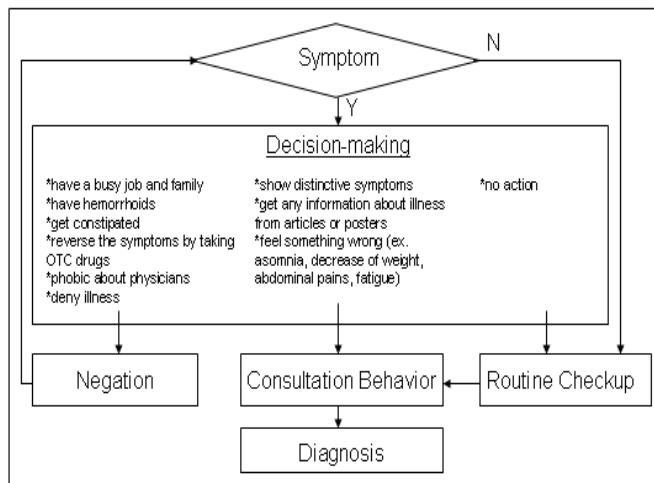 Symptom
N
Y
Decision-making
*have a busy job and family
*have hemorrhoids
*get constipated
*reverse the symptoms by taking
OTC drugs
*phobic about physicians
*deny illness
*show distinctive symptoms
*get any information about illness
from articles or posters
*feel something wrong (ex.
asomnia, decrease of weight,
abdominal pains, fatigue)
*no action
Negation
Consultation Behavior
Routine Checkup
Diagnosis